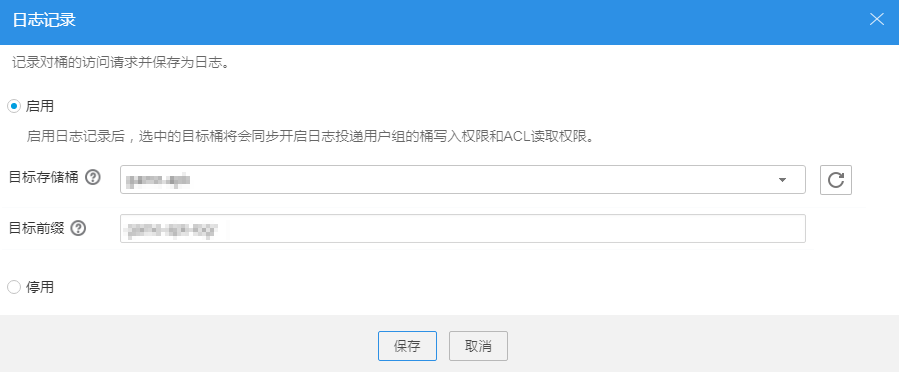 日志记录
记录对桶的访问请求并保存为日志。
启用
启用日志记录后，选中的目标桶将会同步开启日志投递用户组的桶写入权限和ACL读取权限。
目标存储桶
目标前缀
停用
保存 取消